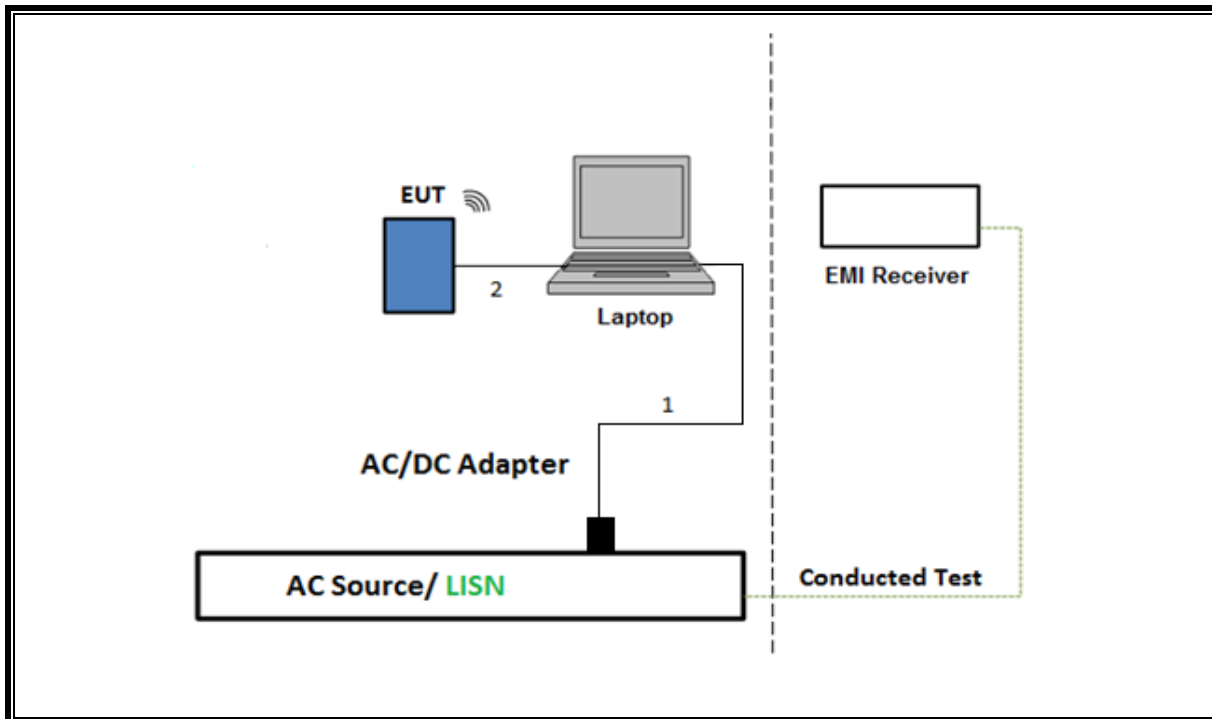 EUT
2
Laptop
EMI Receiver
1
AC/DC Adapter
AC Source/ LISN
Conducted Test